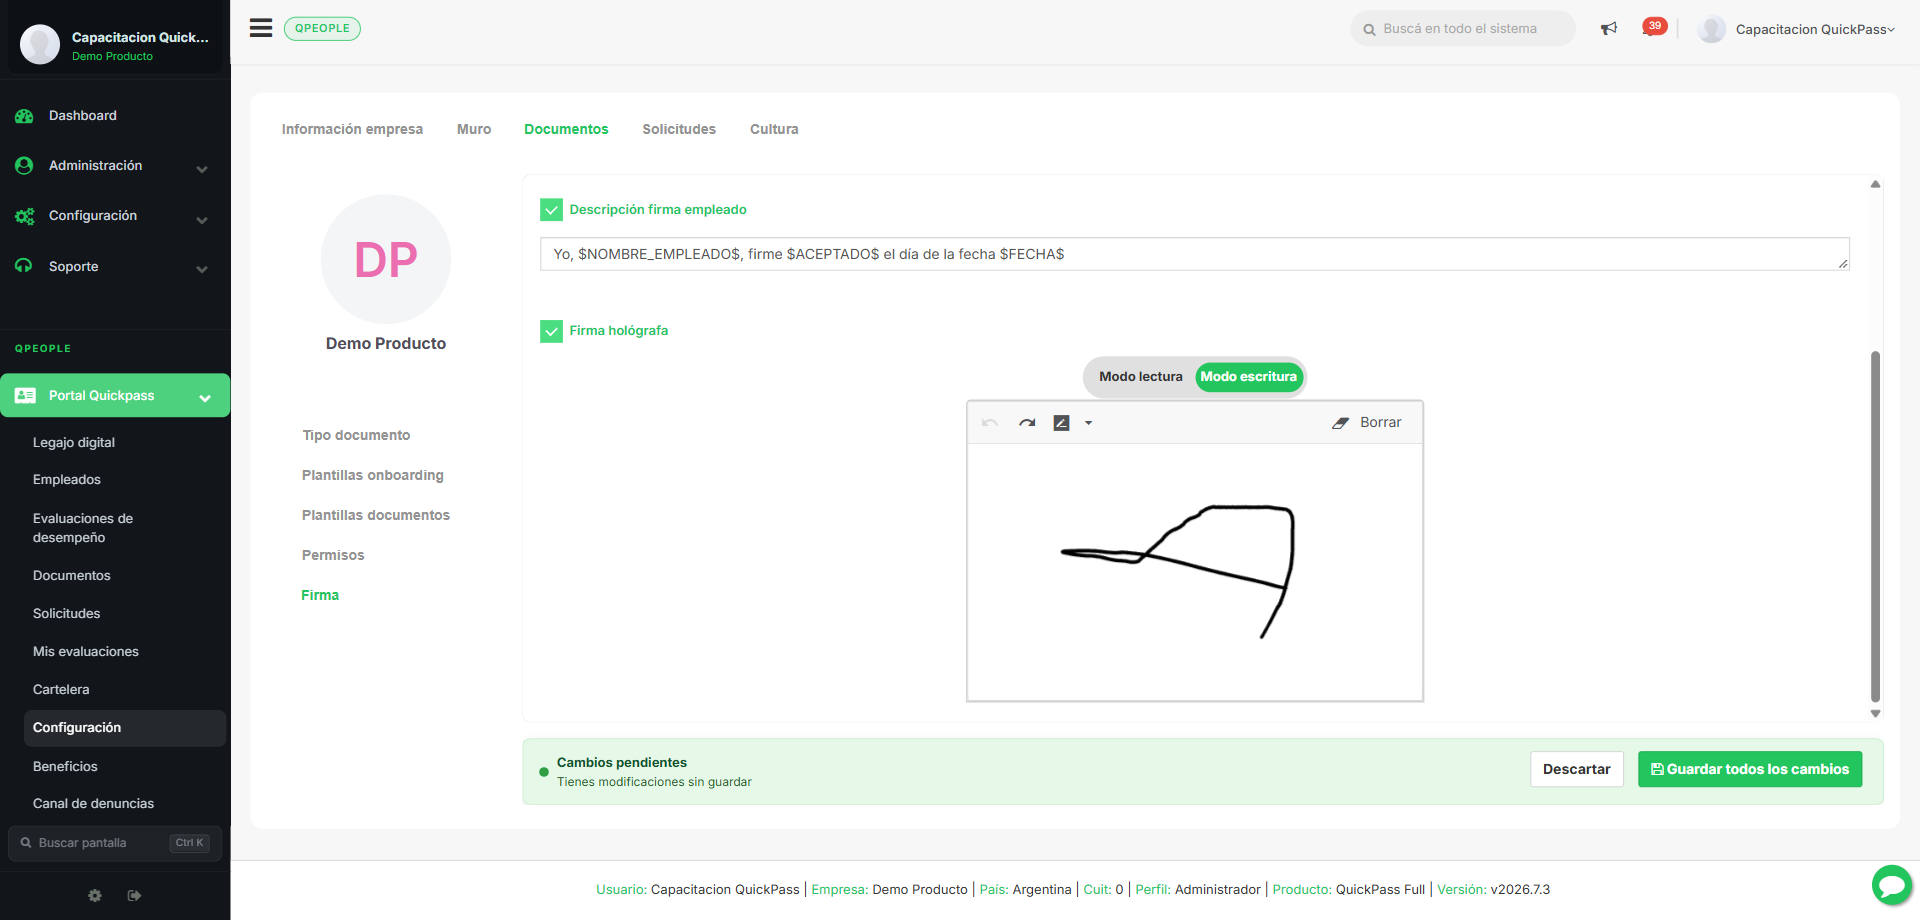 Capacitacion Quick...
Demo Producto
QPEOPLE
Buscá en todo el sistema
39
Capacitacion QuickPass
Dashboard
Administración
Configuración
Soporte
QPEOPLE
Portal Quickpass
Legajo digital
Empleados
Evaluaciones de
desempeño
Documentos
Solicitudes
Mis evaluaciones
Cartelera
Configuración
Beneficios
Canal de denuncias
Buscar pantalla
Ctrl K
Información empresa
Muro
Documentos
Solicitudes
Cultura
DP
Demo Producto
Tipo documento
Plantillas onboarding
Plantillas documentos
Permisos
Firma
Descripción firma empleado
Yo, $NOMBRE_EMPLEADO$, firme $ACEPTADO$ el día de la fecha $FECHA$
Firma hológrafa
Modo lectura
Modo escritura
Borrar
Cambios pendientes
Tienes modificaciones sin guardar
Descartar
Guardar todos los cambios
Usuario: Capacitacion QuickPass | Empresa: Demo Producto | País: Argentina | Cuit: 0 | Perfil: Administrador | Producto: QuickPass Full | Versión: v2026.7.3